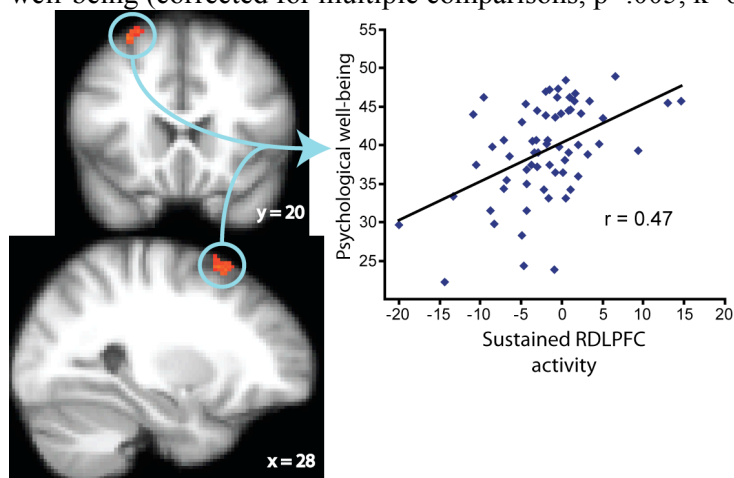 well-being (corrected for multiple comparisons, p
y = 20
x = 28
Psychological well-being
55
50
45
40
35
30
25
r = 0.47
-20 -15 -10 -5 0 5 10 15 20
Sustained RDLPFC
activity